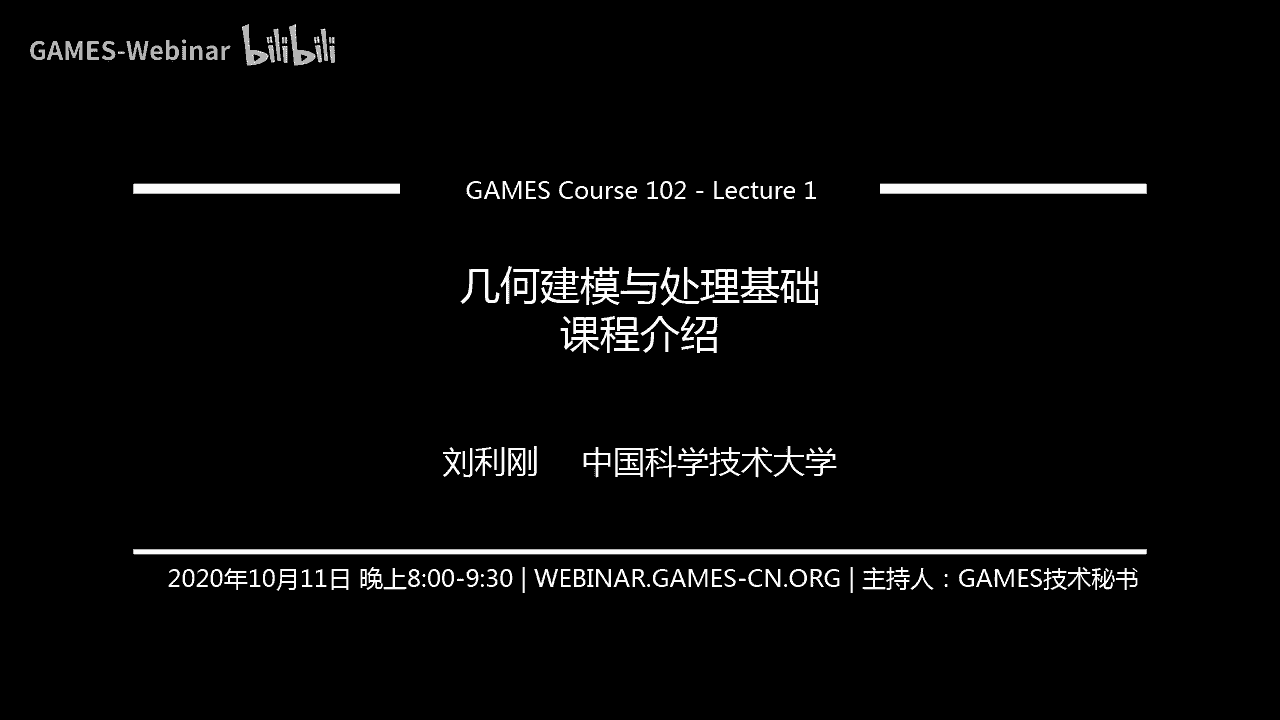 GAMES-Webinar bilibili
GAMES Course 102 - Lecture 1
几何建模与处理基础
课程介绍
刘利刚 中国科学技术大学
2020年10月11日 晚上8:00-9:30 | WEBINAR.GAMES-CN.ORG | 主持人：GAMES技术秘书